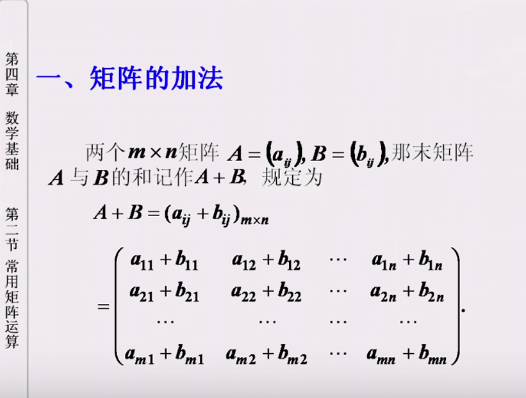 第四章 数学基础
第二节 常用矩阵运算
一、矩阵的加法
两个 m × n 矩阵 A = (aᵢⱼ), B = (bᵢⱼ), 那末矩阵
A 与 B 的和记作 A + B, 规定为
A + B = (aᵢⱼ + bᵢⱼ)ₘ×ₙ
a₁₁ + b₁₁ a₁₂ + b₁₂ ⋯ a₁ₙ + b₁ₙ
= a₂₁ + b₂₁ a₂₂ + b₂₂ ⋯ a₂ₙ + b₂ₙ
⋯ ⋯ ⋯ ⋯
aₘ₁ + bₘ₁ aₘ₂ + bₘ₂ ⋯ aₘₙ + bₘₙ .